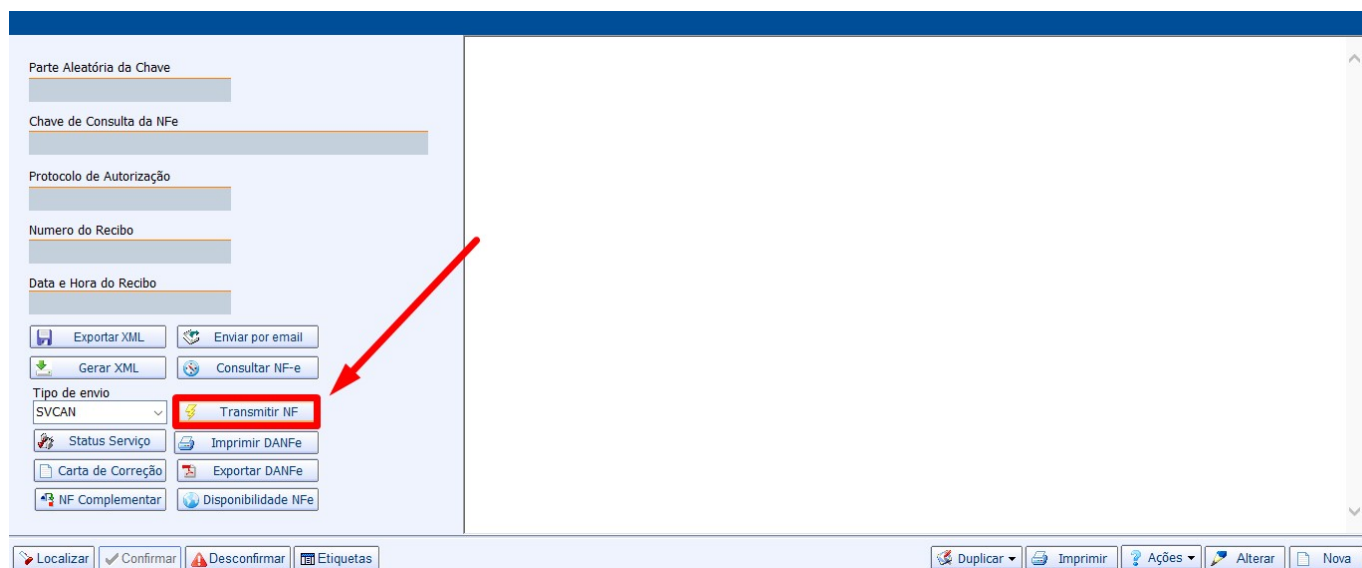 Parte Aleatória da Chave
Chave de Consulta da NFe
Protocolo de Autorização
Numero do Recibo
Data e Hora do Recibo
Exportar XML Enviar por email
Gerar XML Consultar NF-e
Tipo de envio
SVCAN Transmitir NF
Status Serviço Imprimir DANFe
Carta de Correção Exportar DANFe
NF Complementar Disponibilidade NFe
Localizar Confirmar Desconfirmar Etiquetas Duplicar Imprimir Ações Alterar Nova